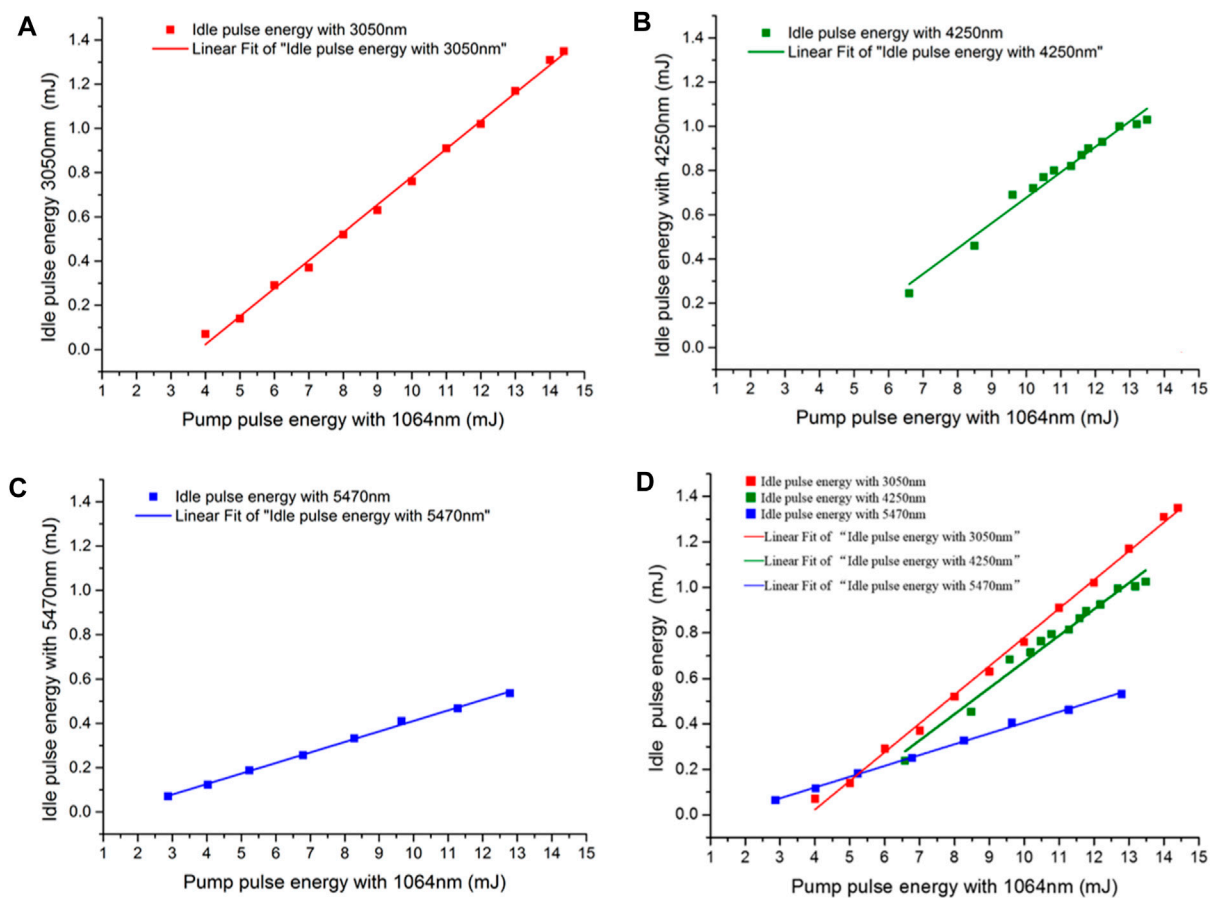 A
Idle pulse energy with 3050nm
Linear Fit of "Idle pulse energy with 3050nm"
Idle pulse energy 3050nm (mJ)
1.4
1.2
1.0
0.8
0.6
0.4
0.2
0.0
1 2 3 4 5 6 7 8 9 10 11 12 13 14 15
Pump pulse energy with 1064nm (mJ)
B
Idle pulse energy with 4250nm
Linear Fit of "Idle pulse energy with 4250nm"
Idle pulse energy with 4250nm (mJ)
1.4
1.2
1.0
0.8
0.6
0.4
0.2
0.0
1 2 3 4 5 6 7 8 9 10 11 12 13 14 15
Pump pulse energy with 1064nm (mJ)
C
Idle pulse energy with 5470nm
Linear Fit of "Idle pulse energy with 5470nm"
Idle pulse energy with 5470nm (mJ)
1.4
1.2
1.0
0.8
0.6
0.4
0.2
0.0
1 2 3 4 5 6 7 8 9 10 11 12 13 14 15
Pump pulse energy with 1064nm (mJ)
D
Idle pulse energy with 3050nm
Idle pulse energy with 4250nm
Idle pulse energy with 5470nm
Linear Fit of “Idle pulse energy with 3050nm”
Linear Fit of “Idle pulse energy with 4250nm”
Linear Fit of “Idle pulse energy with 5470nm”
Idle pulse energy (mJ)
1.4
1.2
1.0
0.8
0.6
0.4
0.2
0.0
1 2 3 4 5 6 7 8 9 10 11 12 13 14 15
Pump pulse energy with 1064nm (mJ)